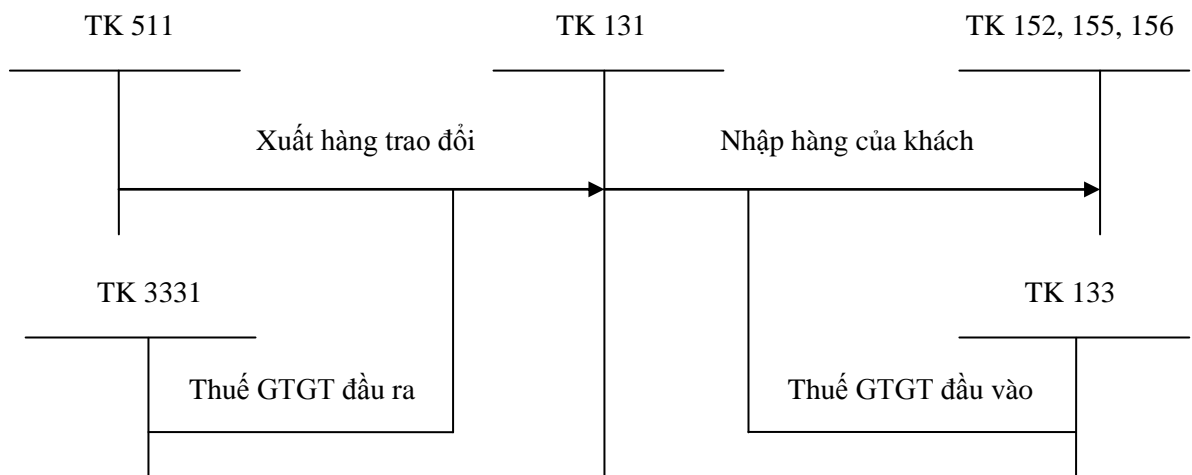 TK 511
TK 131
TK 152, 155, 156
Xuất hàng trao đổi
Nhập hàng của khách
TK 3331
TK 133
Thuế GTGT đầu ra
Thuế GTGT đầu vào